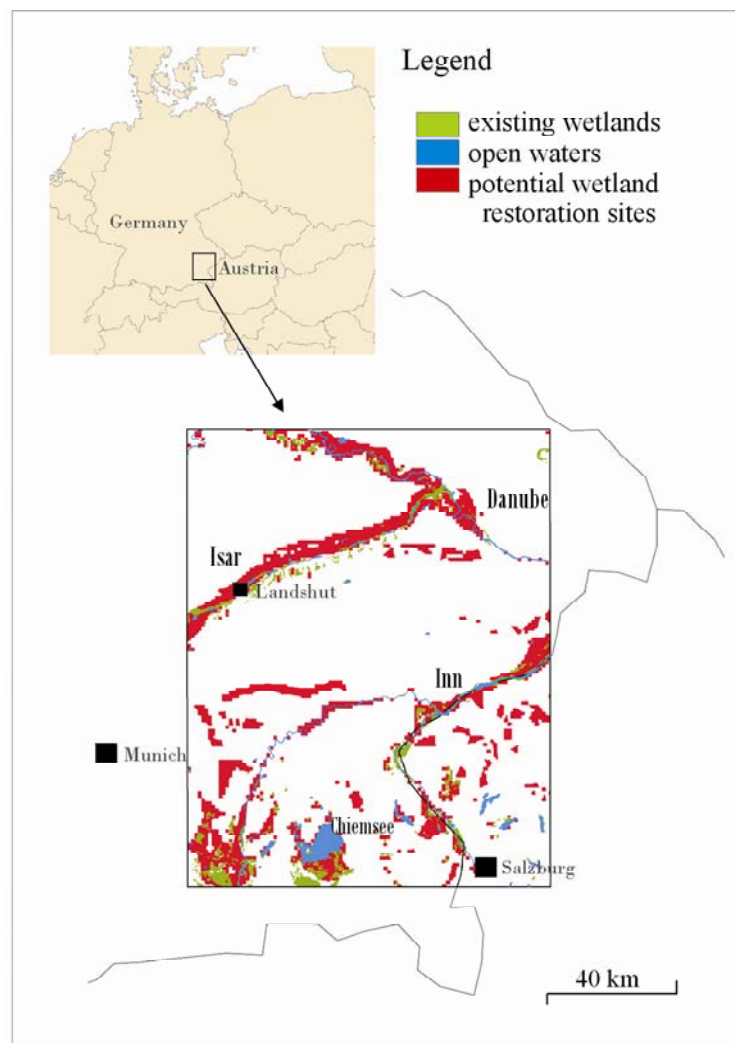 Legend
existing wetlands
open waters
potential wetland
restoration sites
Germany
Austria
Danube
Isar
Landshut
Inn
Munich
Chiemsee
Salzburg
40 km